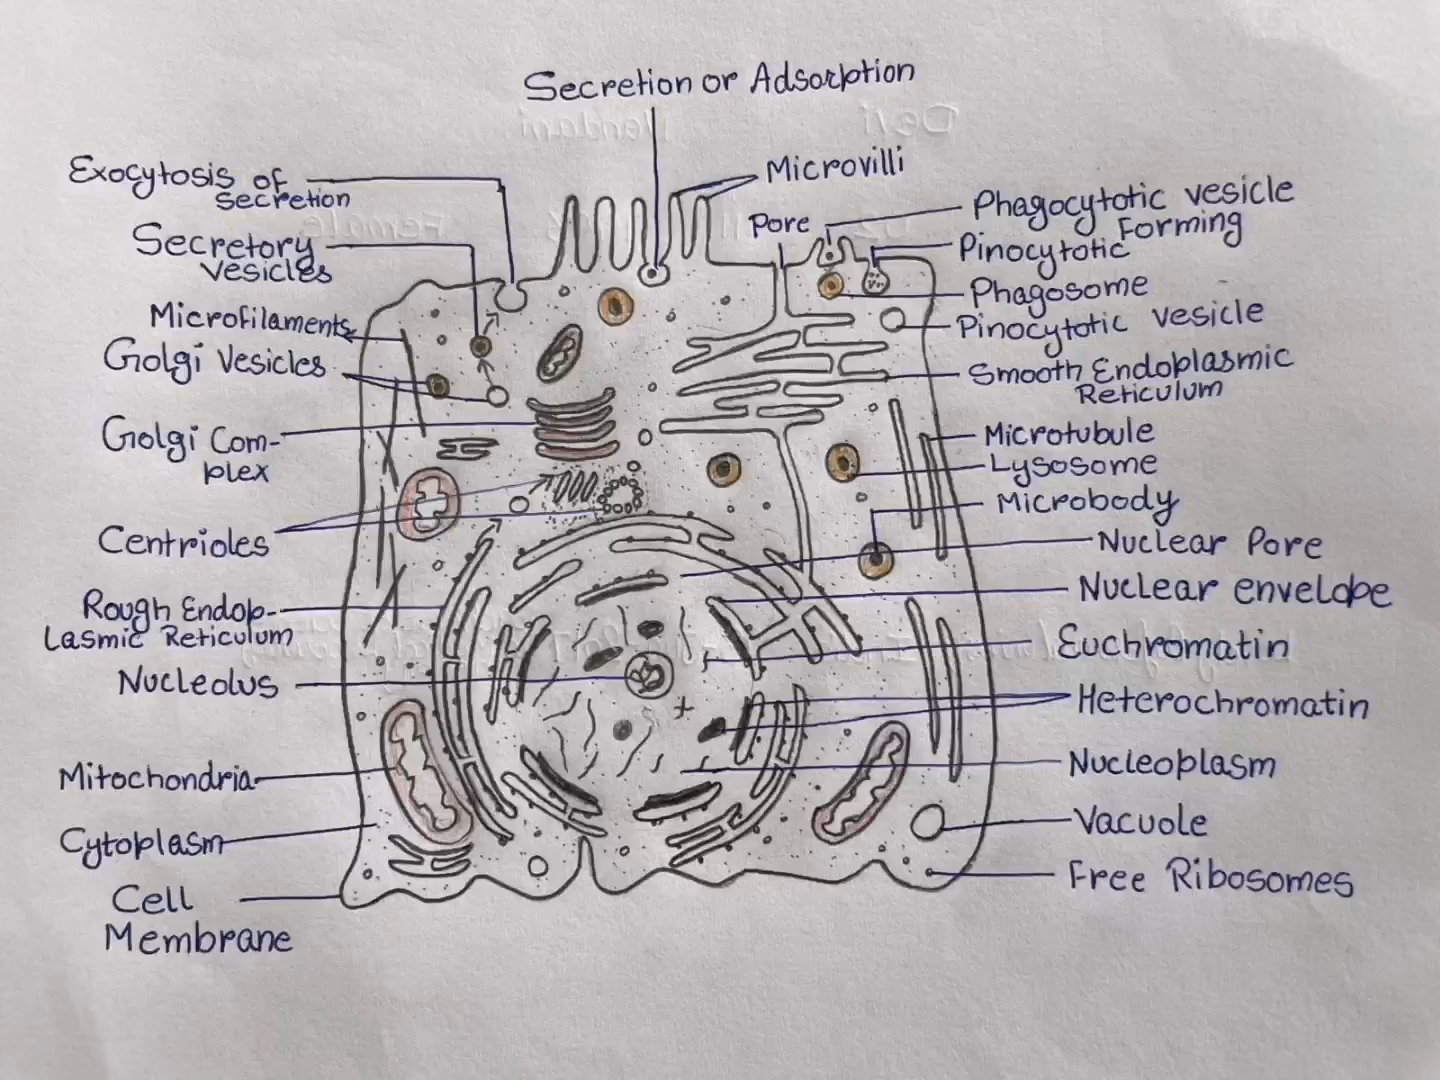 Secretion or Adsorption
Exocytosis of
secretion
Secretory
vesicles
Microfilaments
Golgi Vesicles
Golgi Com-
plex
Centrioles
Rough Endop-
lasmic Reticulum
Nucleolus
Mitochondria
Cytoplasm
Cell
Membrane
Microvilli
Pore
Phagocytotic vesicle
Forming
Pinocytotic
Phagosome
Pinocytotic vesicle
Smooth Endoplasmic
Reticulum
Microtubule
Lysosome
Microbody
Nuclear Pore
Nuclear envelope
Euchromatin
Heterochromatin
Nucleoplasm
Vacuole
Free Ribosomes